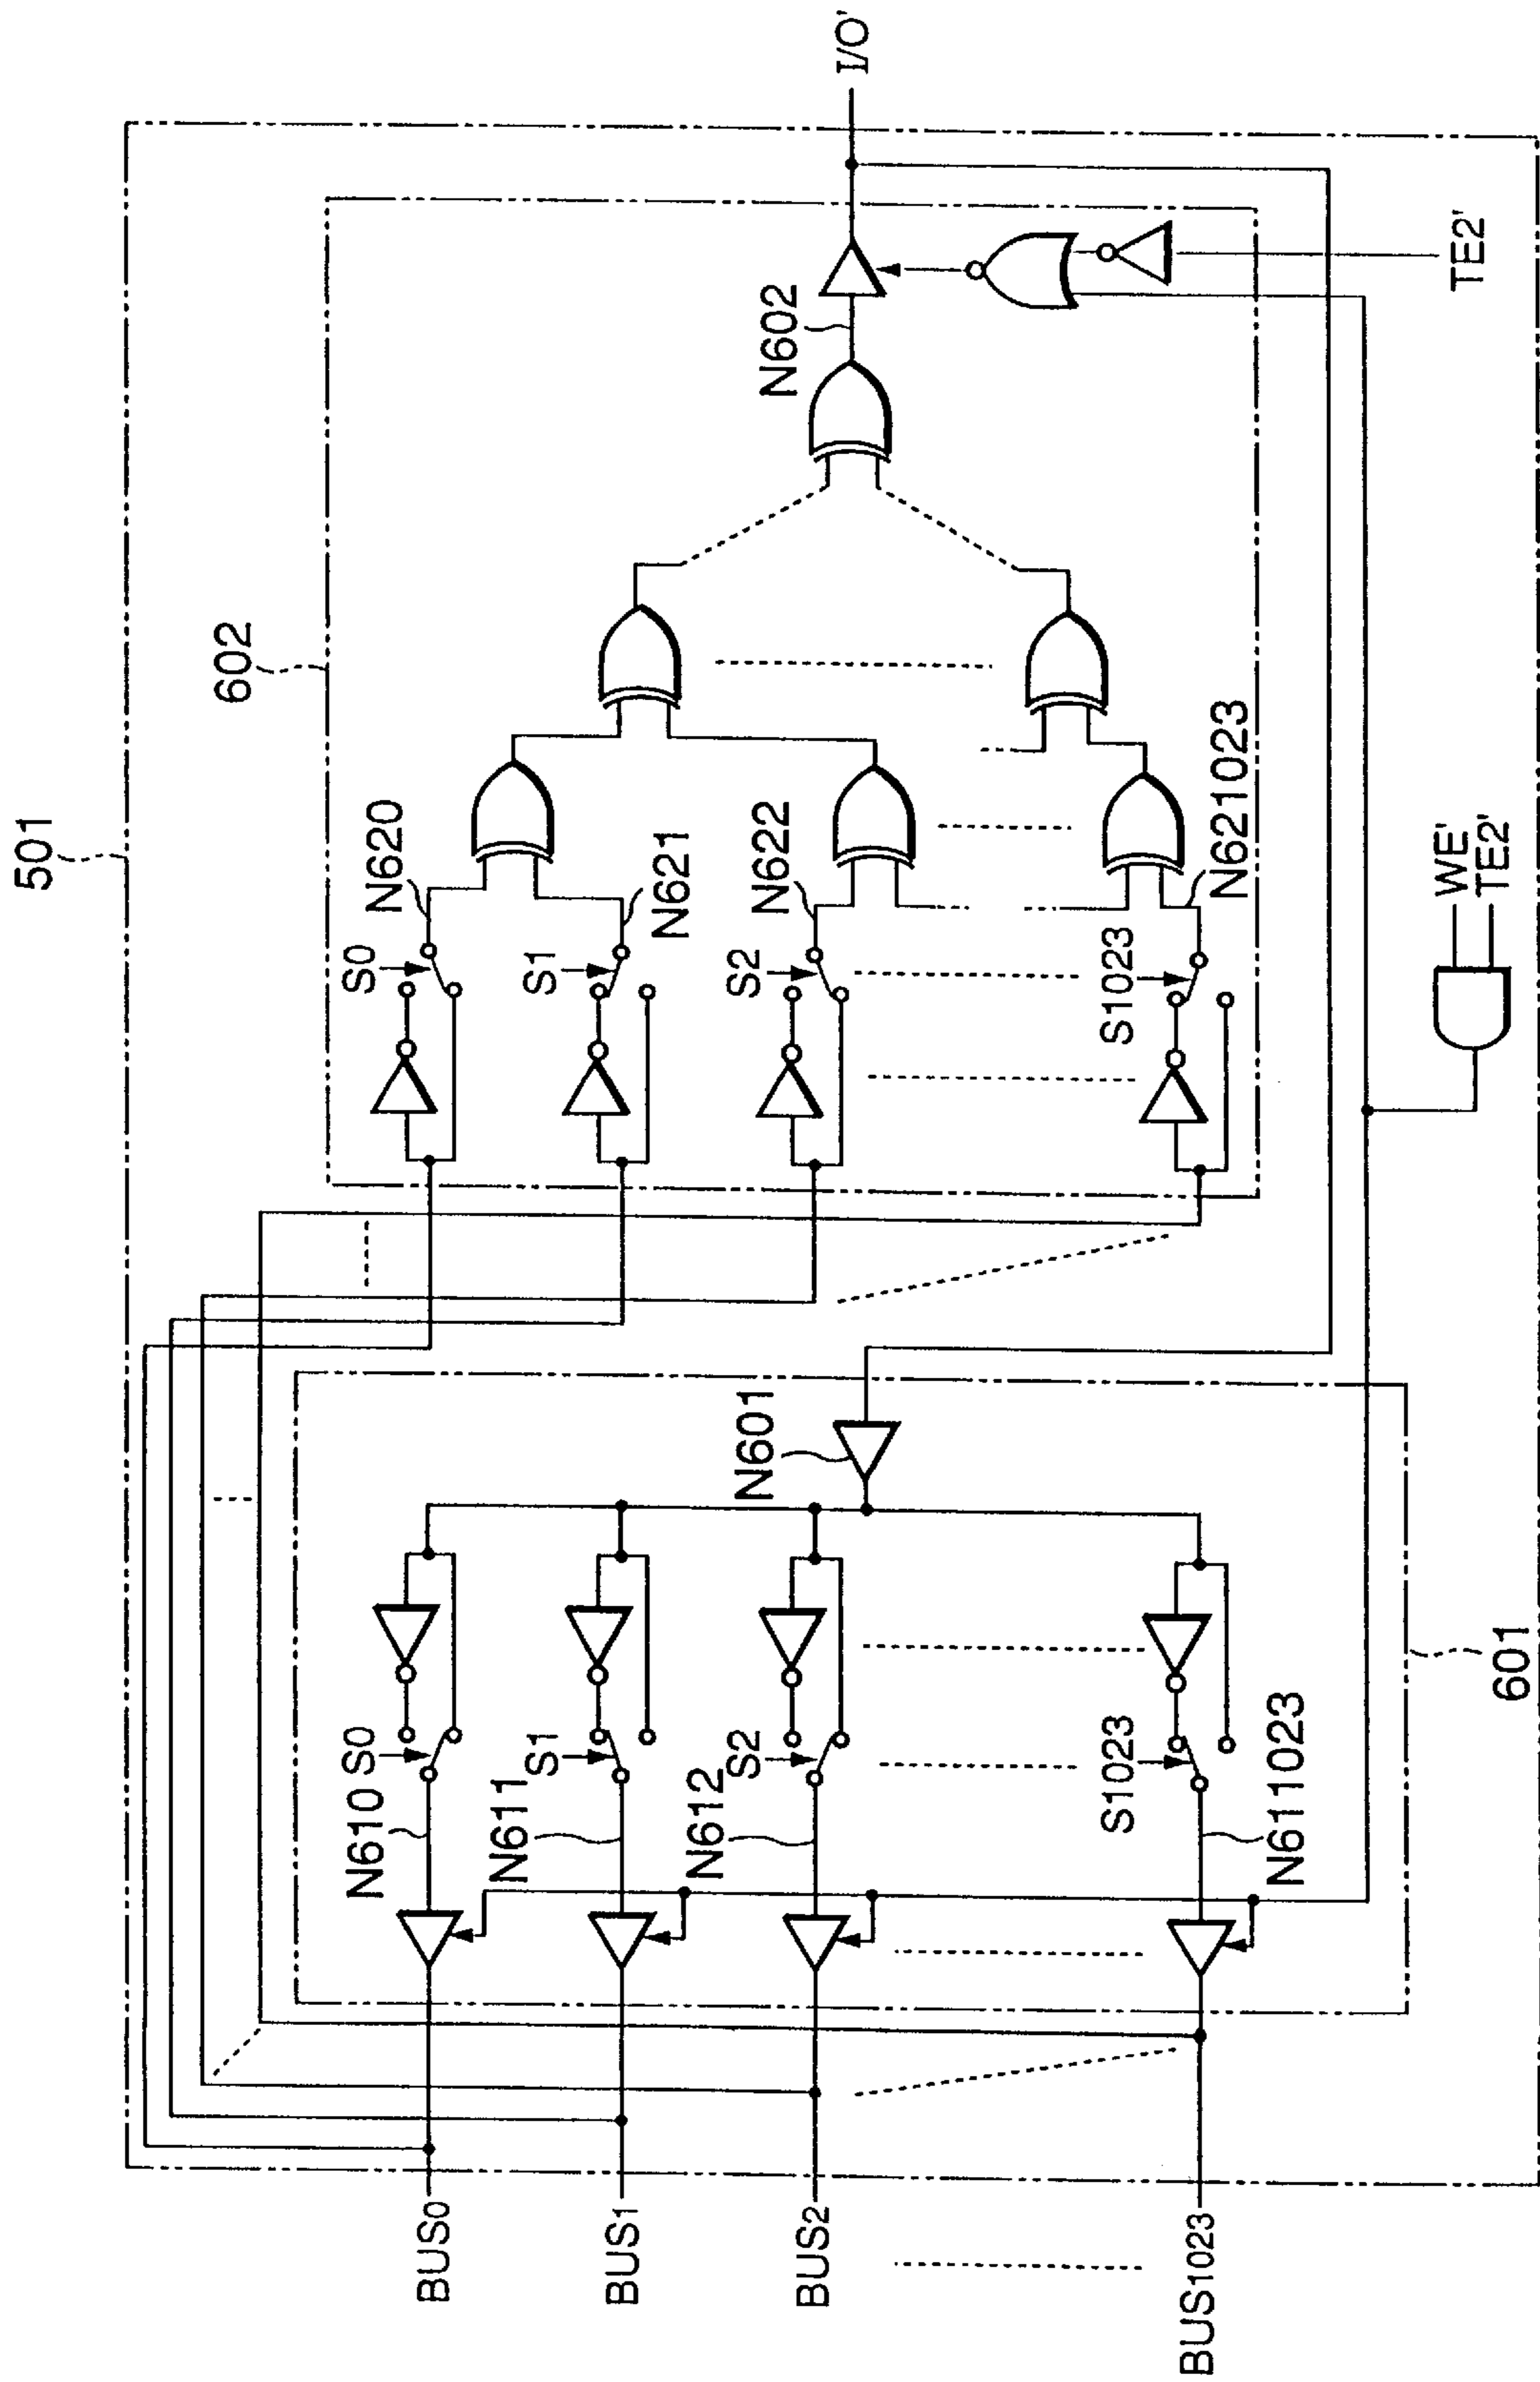 501
602
I/O'
N602
TE2'
N620
S0
N621
S1
N622
S2
N621023
S1023
WE'
TE2'
N601
601
S0
N610
S1
N611
S2
N612
S1023
N611023
BUS0
BUS1
BUS2
BUS1023